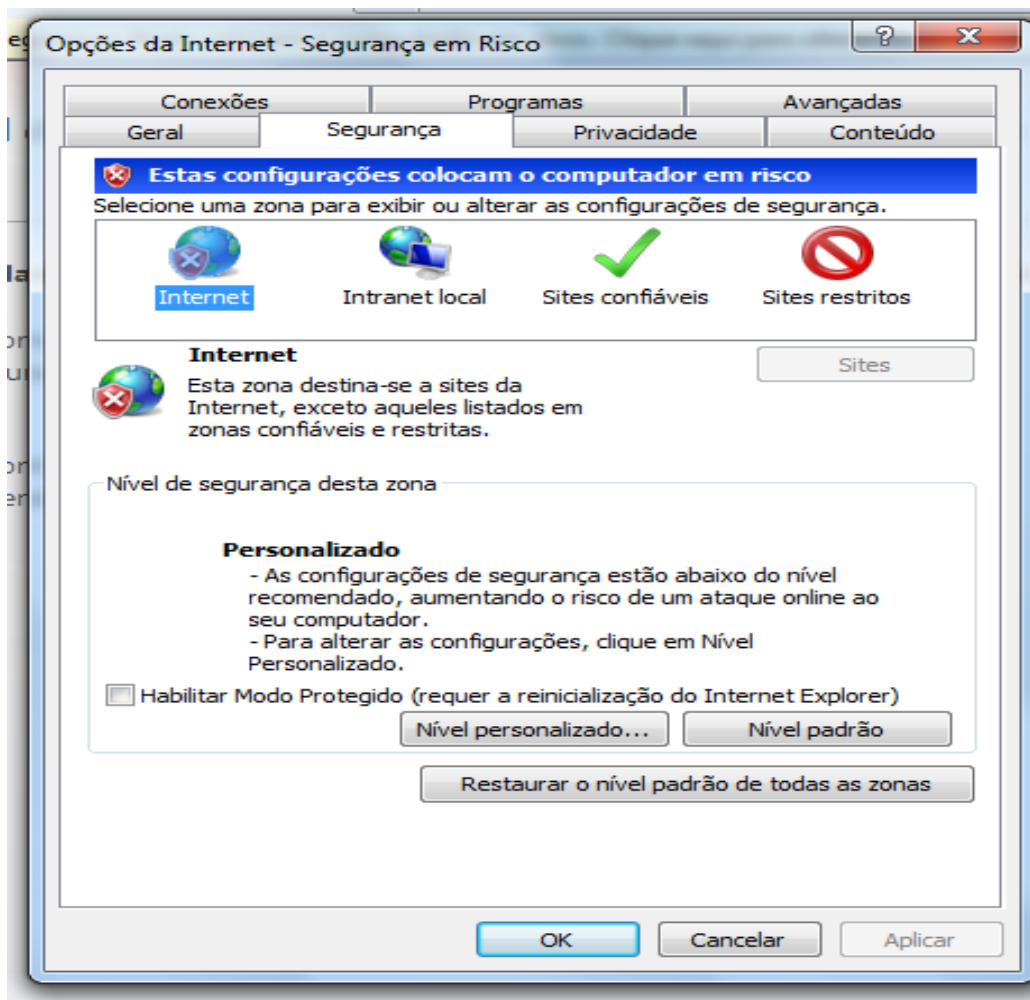 Opções da Internet - Segurança em Risco
Conexões Programas Avançadas
Geral Segurança Privacidade Conteúdo
Estas configurações colocam o computador em risco
Selecione uma zona para exibir ou alterar as configurações de segurança.
Internet Intranet local Sites confiáveis Sites restritos
Internet
Sites
Esta zona destina-se a sites da
Internet, exceto aqueles listados em
zonas confiáveis e restritas.
Nível de segurança desta zona
Personalizado
- As configurações de segurança estão abaixo do nível
recomendado, aumentando o risco de um ataque online ao
seu computador.
- Para alterar as configurações, clique em Nível
Personalizado.
Habilitar Modo Protegido (requer a reinicialização do Internet Explorer)
Nível personalizado... Nível padrão
Restaurar o nível padrão de todas as zonas
OK Cancelar Aplicar